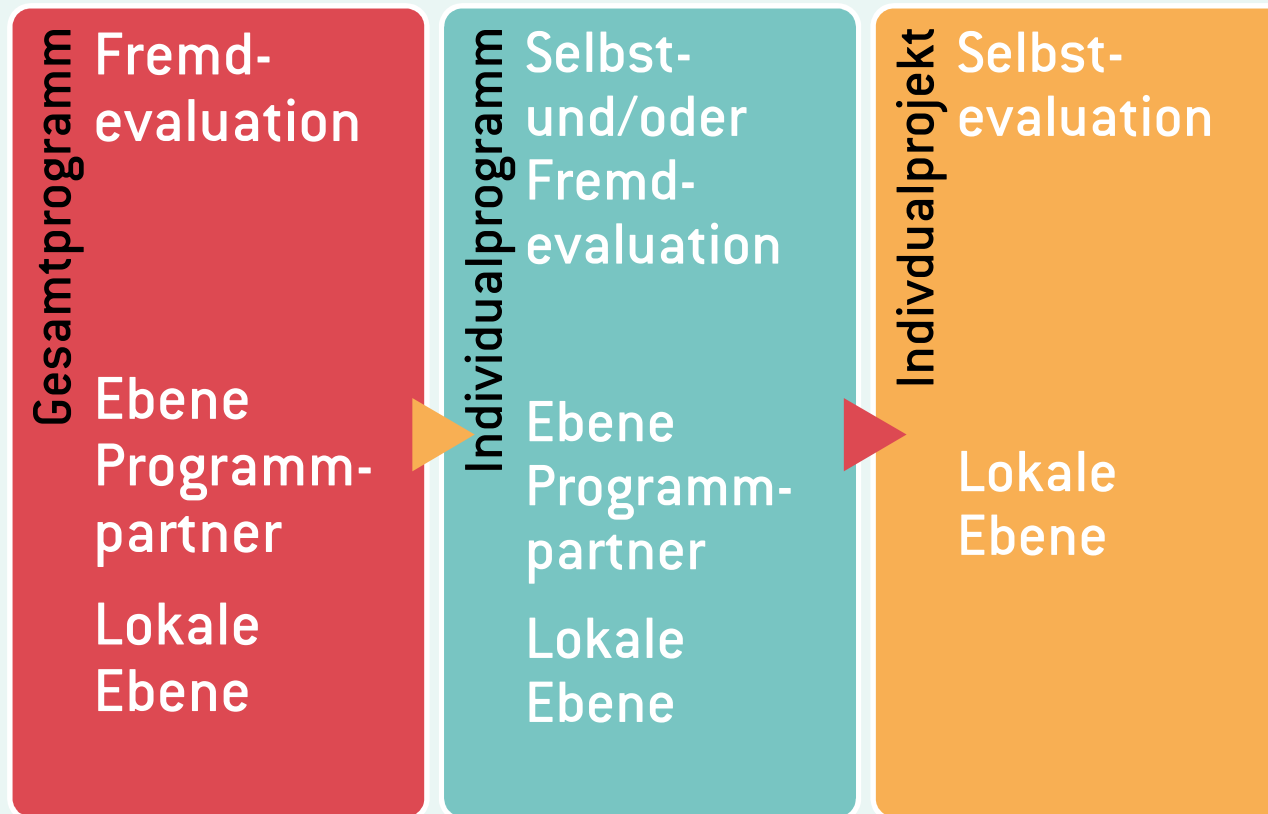 Gesamtprogramm
Fremd-
evaluation
Ebene
Programm-
partner
Lokale
Ebene
Individualprogramm
Selbst-
und/oder
Fremd-
evaluation
Ebene
Programm-
partner
Lokale
Ebene
Indivdualprojekt
Selbst-
evaluation
Lokale
Ebene